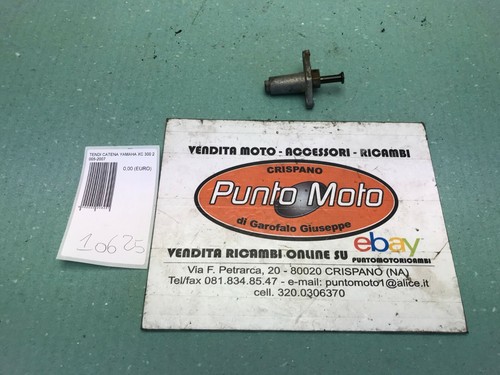 TENDI CATENA YAMAHA XC 300 2
003-2007
0,00 (EURO)
10625
VENDITA MOTO - ACCESSORI - RICAMBI
CRISPANO
Punto Moto
di Garofalo Giuseppe
VENDITA RICAMBI ONLINE SU
ebay
PUNTOMOTORICAMBI
Via F. Petrarca, 20 - 80020 CRISPANO (NA)
Tel/fax 081.834.85.47 - e-mail: puntomoto1@alice.it
cell. 320.0306370